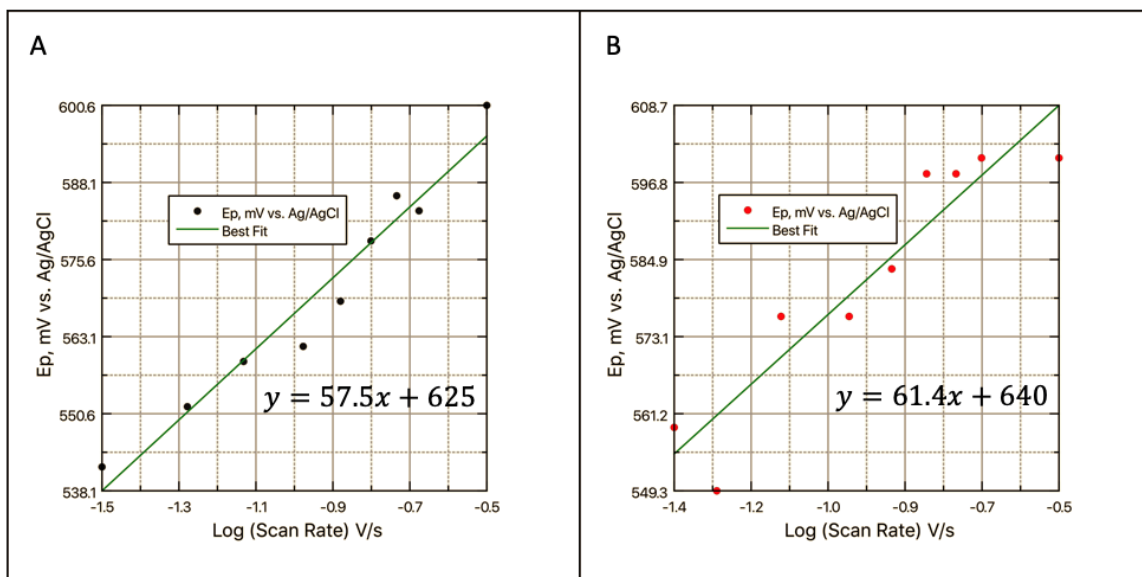 A
600.6
588.1
575.6
563.1
550.6
538.1
Ep, mV vs. Ag/AgCl
Ep, mV vs. Ag/AgCl
Best Fit
y = 57.5x + 625
-1.5
-1.3
-1.1
-0.9
-0.7
-0.5
Log (Scan Rate) V/s
B
608.7
596.8
584.9
573.1
561.2
549.3
Ep, mV vs. Ag/AgCl
Ep, mV vs. Ag/AgCl
Best Fit
y = 61.4x + 640
-1.4
-1.2
-1.0
-0.9
-0.7
-0.5
Log (Scan Rate) V/s